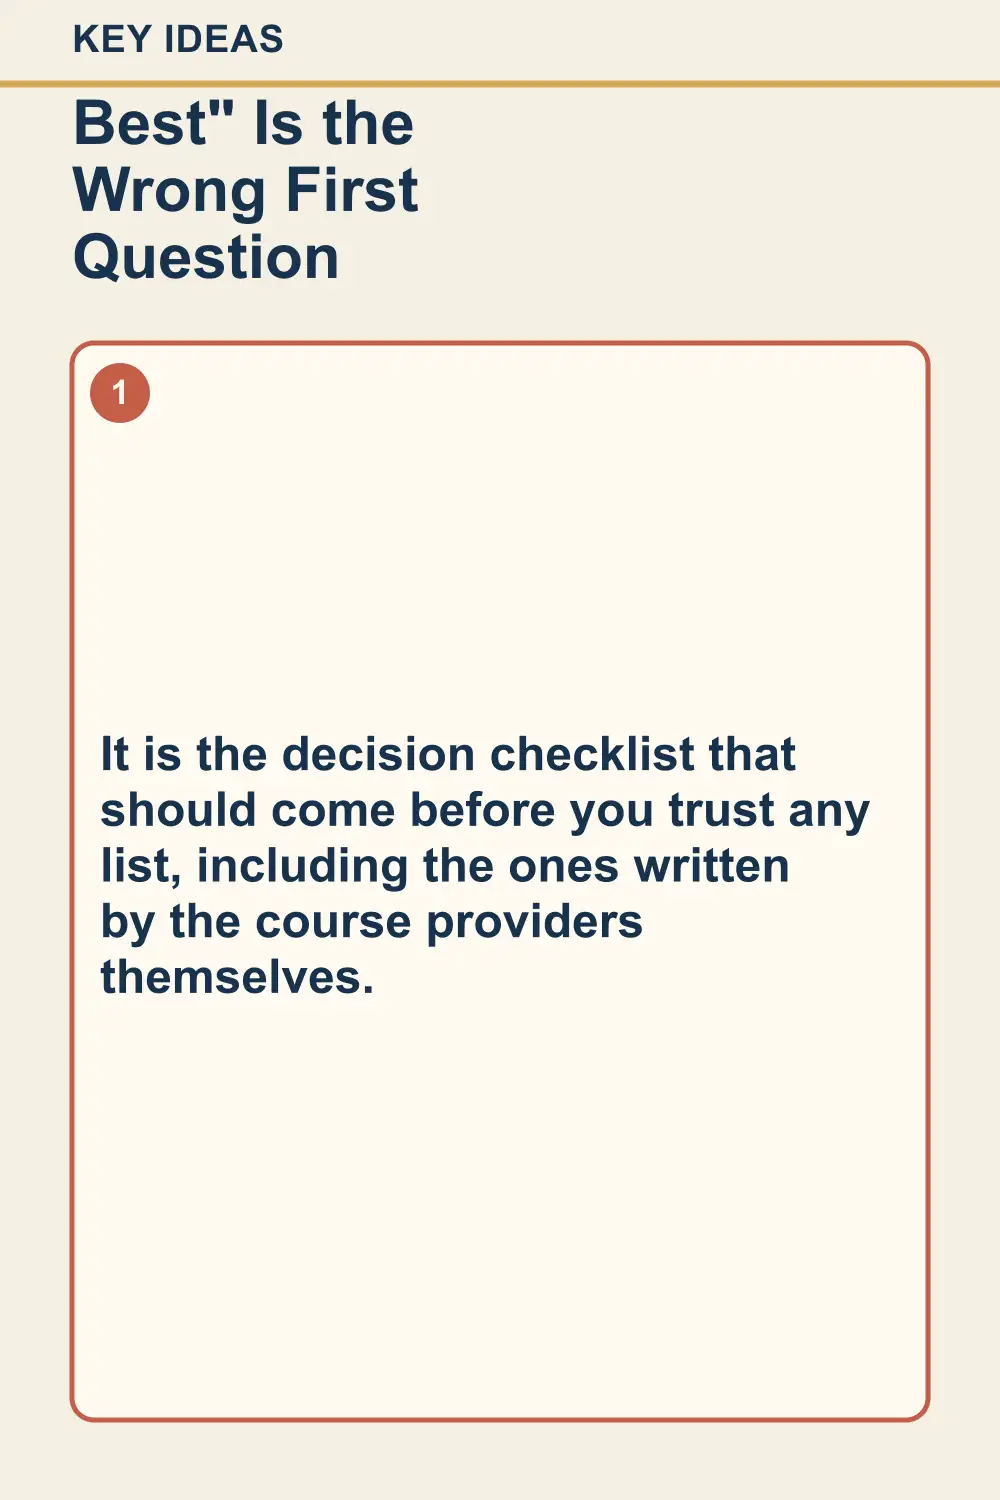 KEY IDEAS
Best" Is the
Wrong First
Question
1
It is the decision checklist that
should come before you trust any
list, including the ones written
by the course providers
themselves.